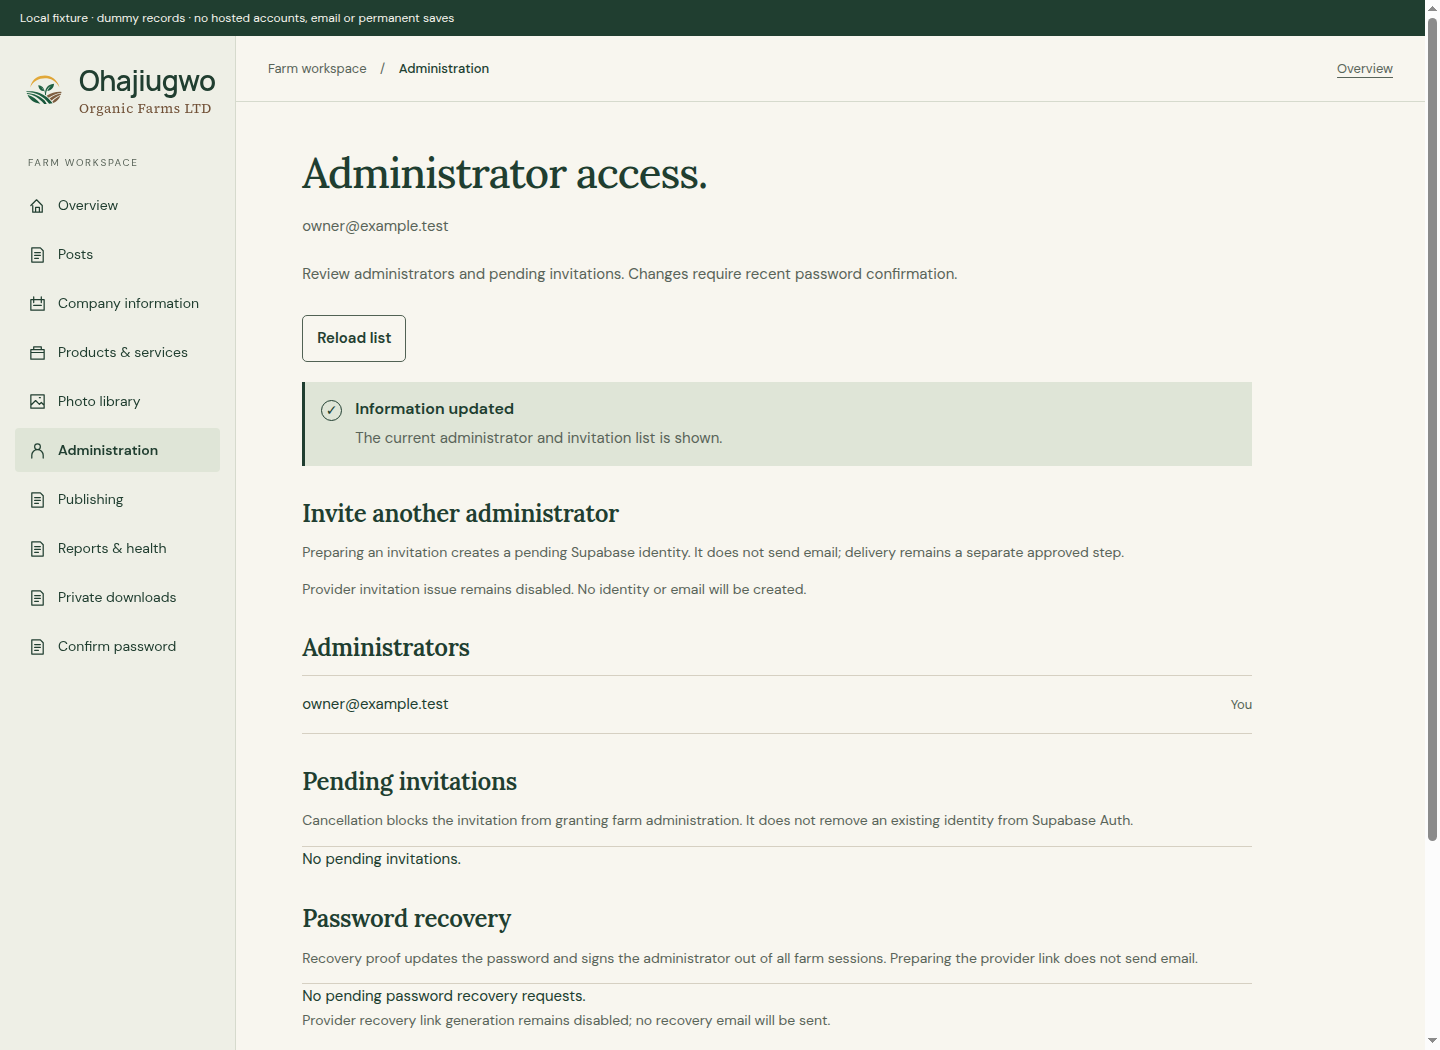 Local fixture · dummy records · no hosted accounts, email or permanent saves
Ohajiugwo
Organic Farms LTD
FARM WORKSPACE
Overview
Posts
Company information
Products & services
Photo library
Administration
Publishing
Reports & health
Private downloads
Confirm password
Farm workspace / Administration
Overview
Administrator access.
owner@example.test
Review administrators and pending invitations. Changes require recent password confirmation.
Reload list
Information updated
The current administrator and invitation list is shown.
Invite another administrator
Preparing an invitation creates a pending Supabase identity. It does not send email; delivery remains a separate approved step.
Provider invitation issue remains disabled. No identity or email will be created.
Administrators
owner@example.test
You
Pending invitations
Cancellation blocks the invitation from granting farm administration. It does not remove an existing identity from Supabase Auth.
No pending invitations.
Password recovery
Recovery proof updates the password and signs the administrator out of all farm sessions. Preparing the provider link does not send email.
No pending password recovery requests.
Provider recovery link generation remains disabled; no recovery email will be sent.